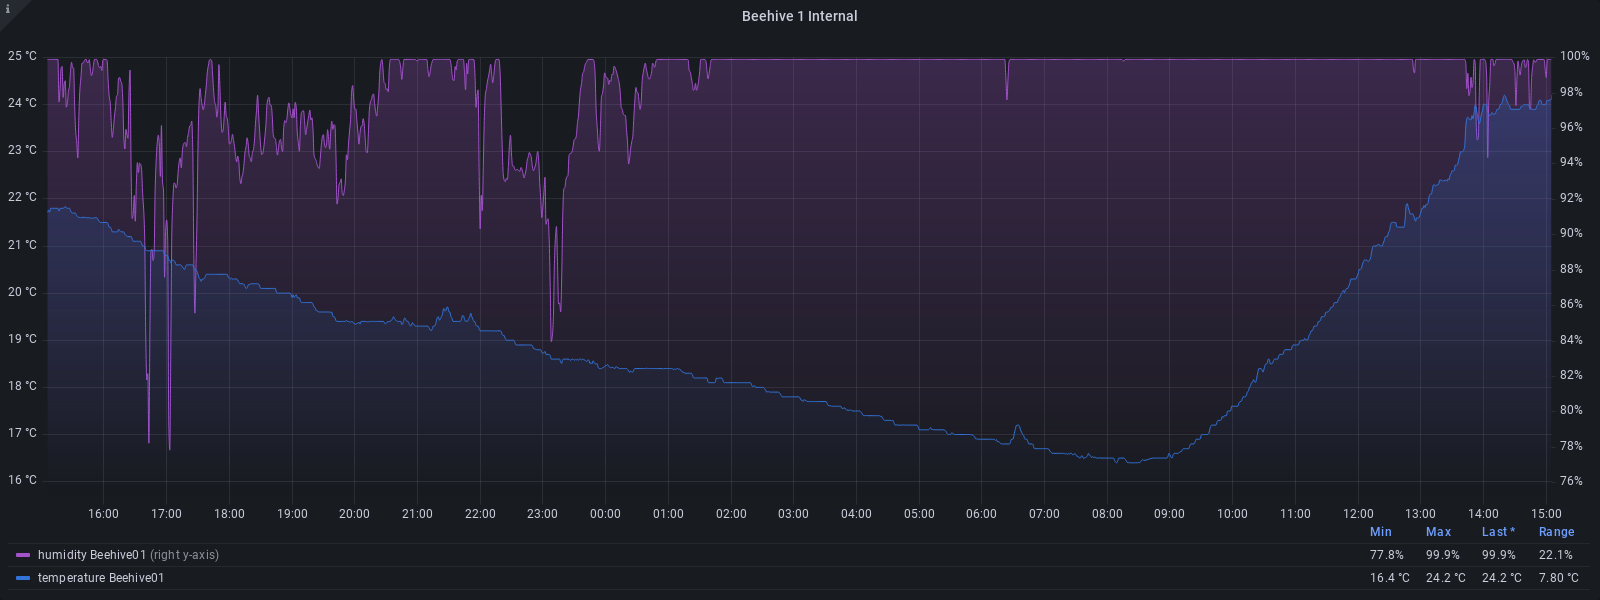 i
Beehive 1 Internal
25 °C 100%
24 °C 98%
96%
23 °C 94%
22 °C 92%
21 °C 90%
20 °C 88%
86%
19 °C 84%
18 °C 82%
80%
17 °C 78%
16 °C 76%
16:00 17:00 18:00 19:00 20:00 21:00 22:00 23:00 00:00 01:00 02:00 03:00 04:00 05:00 06:00 07:00 08:00 09:00 10:00 11:00 12:00 13:00 14:00 15:00
Min Max Last * Range
humidity Beehive01 (right y-axis) 77.8% 99.9% 99.9% 22.1%
temperature Beehive01 16.4 °C 24.2 °C 24.2 °C 7.80 °C